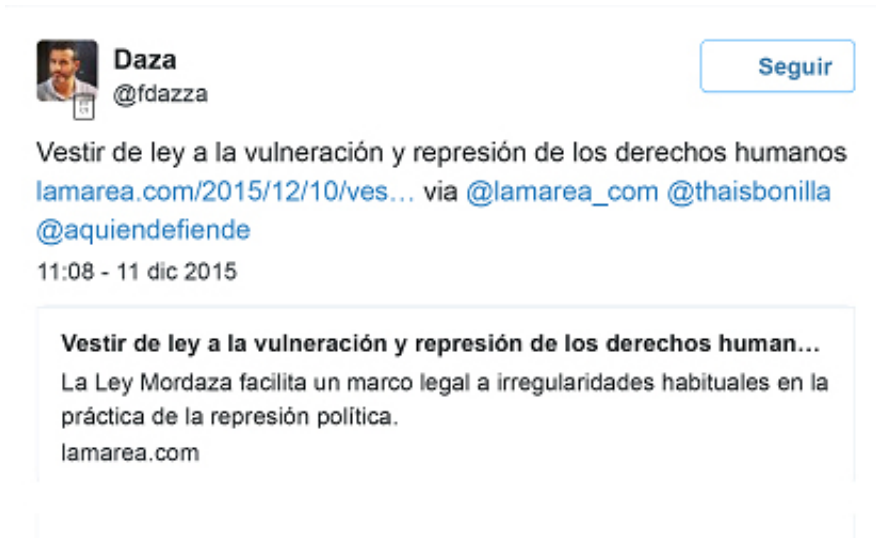 Daza
@fdazza
Seguir
Vestir de ley a la vulneración y represión de los derechos humanos
lamarea.com/2015/12/10/ves… via @lamarea_com @thaisbonilla
@aquiendefiende
11:08 - 11 dic 2015
Vestir de ley a la vulneración y represión de los derechos human…
La Ley Mordaza facilita un marco legal a irregularidades habituales en la
práctica de la represión política.
lamarea.com